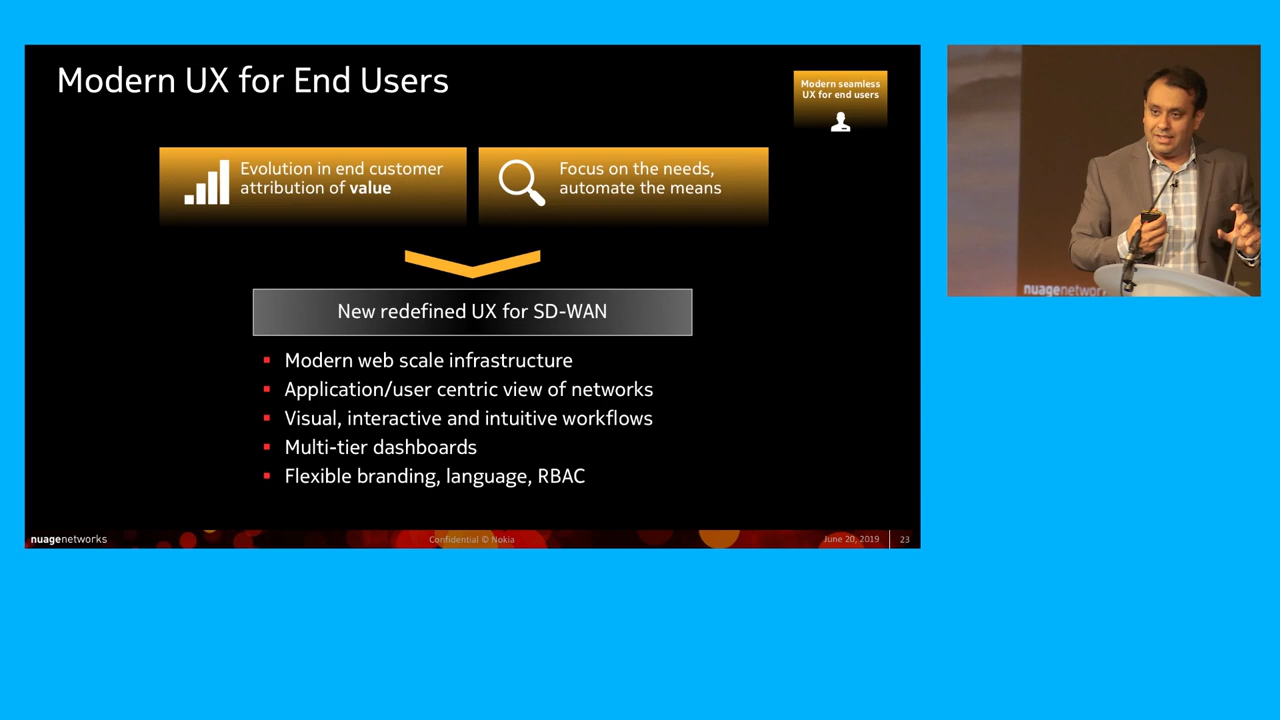 Modern UX for End Users
Modern seamless
UX for end users
Evolution in end customer
attribution of value
Focus on the needs,
automate the means
New redefined UX for SD-WAN
▪ Modern web scale infrastructure
▪ Application/user centric view of networks
▪ Visual, interactive and intuitive workflows
▪ Multi-tier dashboards
▪ Flexible branding, language, RBAC
nuagenetworks
Confidential © Nokia
June 20, 2019
23
nuagenetwor